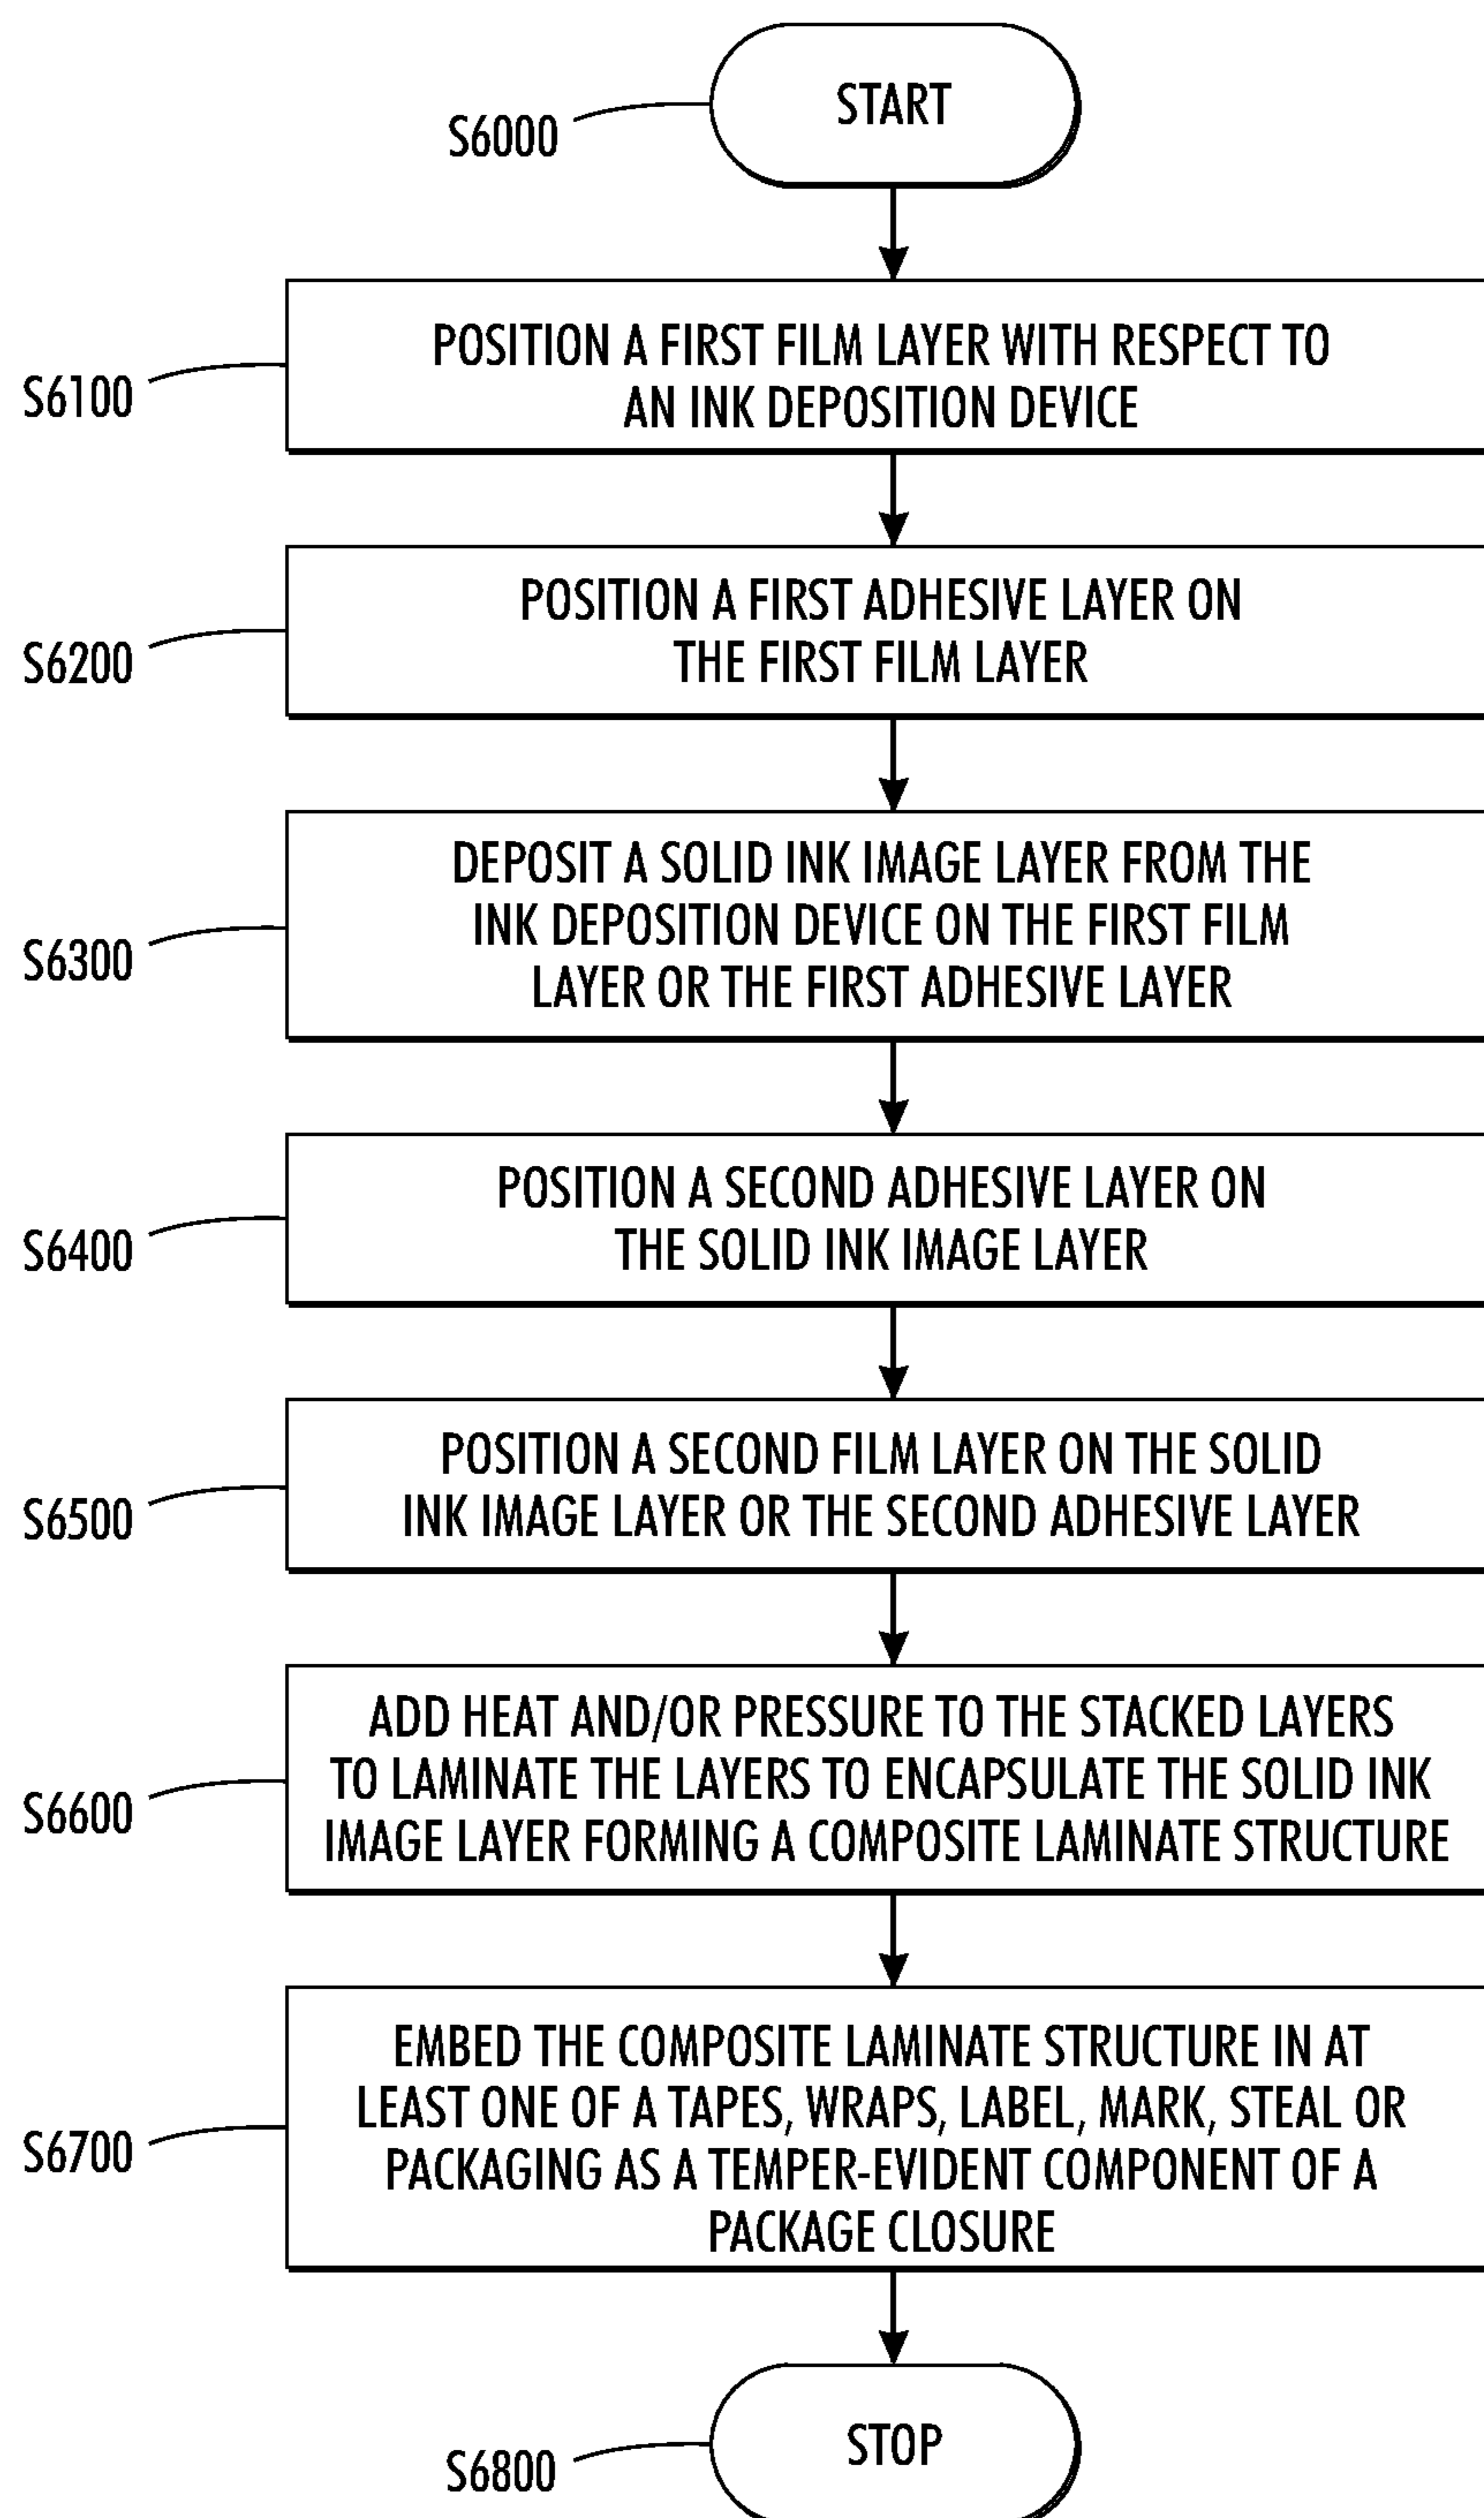 START
S6000
POSITION A FIRST FILM LAYER WITH RESPECT TO
AN INK DEPOSITION DEVICE
S6100
POSITION A FIRST ADHESIVE LAYER ON
THE FIRST FILM LAYER
S6200
DEPOSIT A SOLID INK IMAGE LAYER FROM THE
INK DEPOSITION DEVICE ON THE FIRST FILM
LAYER OR THE FIRST ADHESIVE LAYER
S6300
POSITION A SECOND ADHESIVE LAYER ON
THE SOLID INK IMAGE LAYER
S6400
POSITION A SECOND FILM LAYER ON THE SOLID
INK IMAGE LAYER OR THE SECOND ADHESIVE LAYER
S6500
ADD HEAT AND/OR PRESSURE TO THE STACKED LAYERS
TO LAMINATE THE LAYERS TO ENCAPSULATE THE SOLID INK
IMAGE LAYER FORMING A COMPOSITE LAMINATE STRUCTURE
S6600
EMBED THE COMPOSITE LAMINATE STRUCTURE IN AT
LEAST ONE OF A TAPES, WRAPS, LABEL, MARK, STEAL OR
PACKAGING AS A TEMPER-EVIDENT COMPONENT OF A
PACKAGE CLOSURE
S6700
STOP
S6800